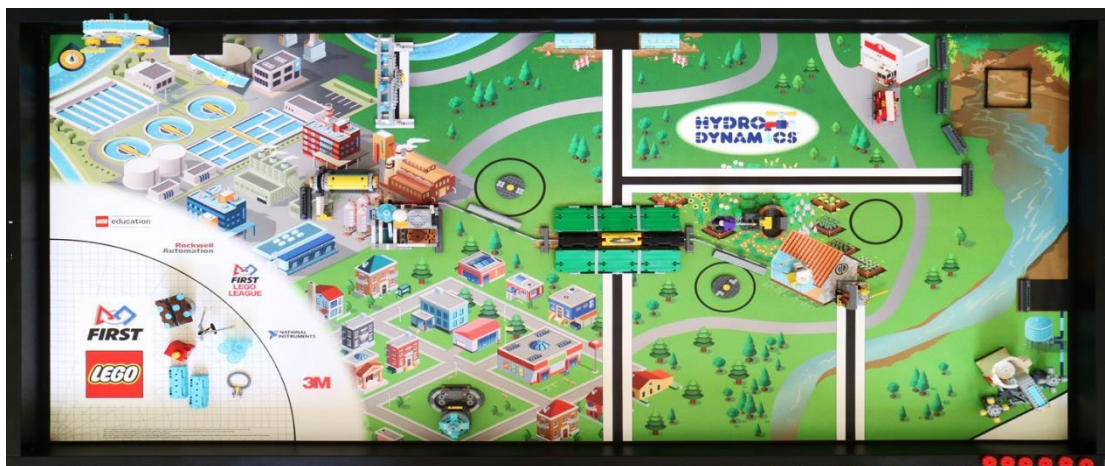 HYDRO
DYNAMICS
education
Rockwell
Automation
FIRST
LEGO
LEAGUE
FIRST
NATIONAL
INSTRUMENTS
LEGO
3M